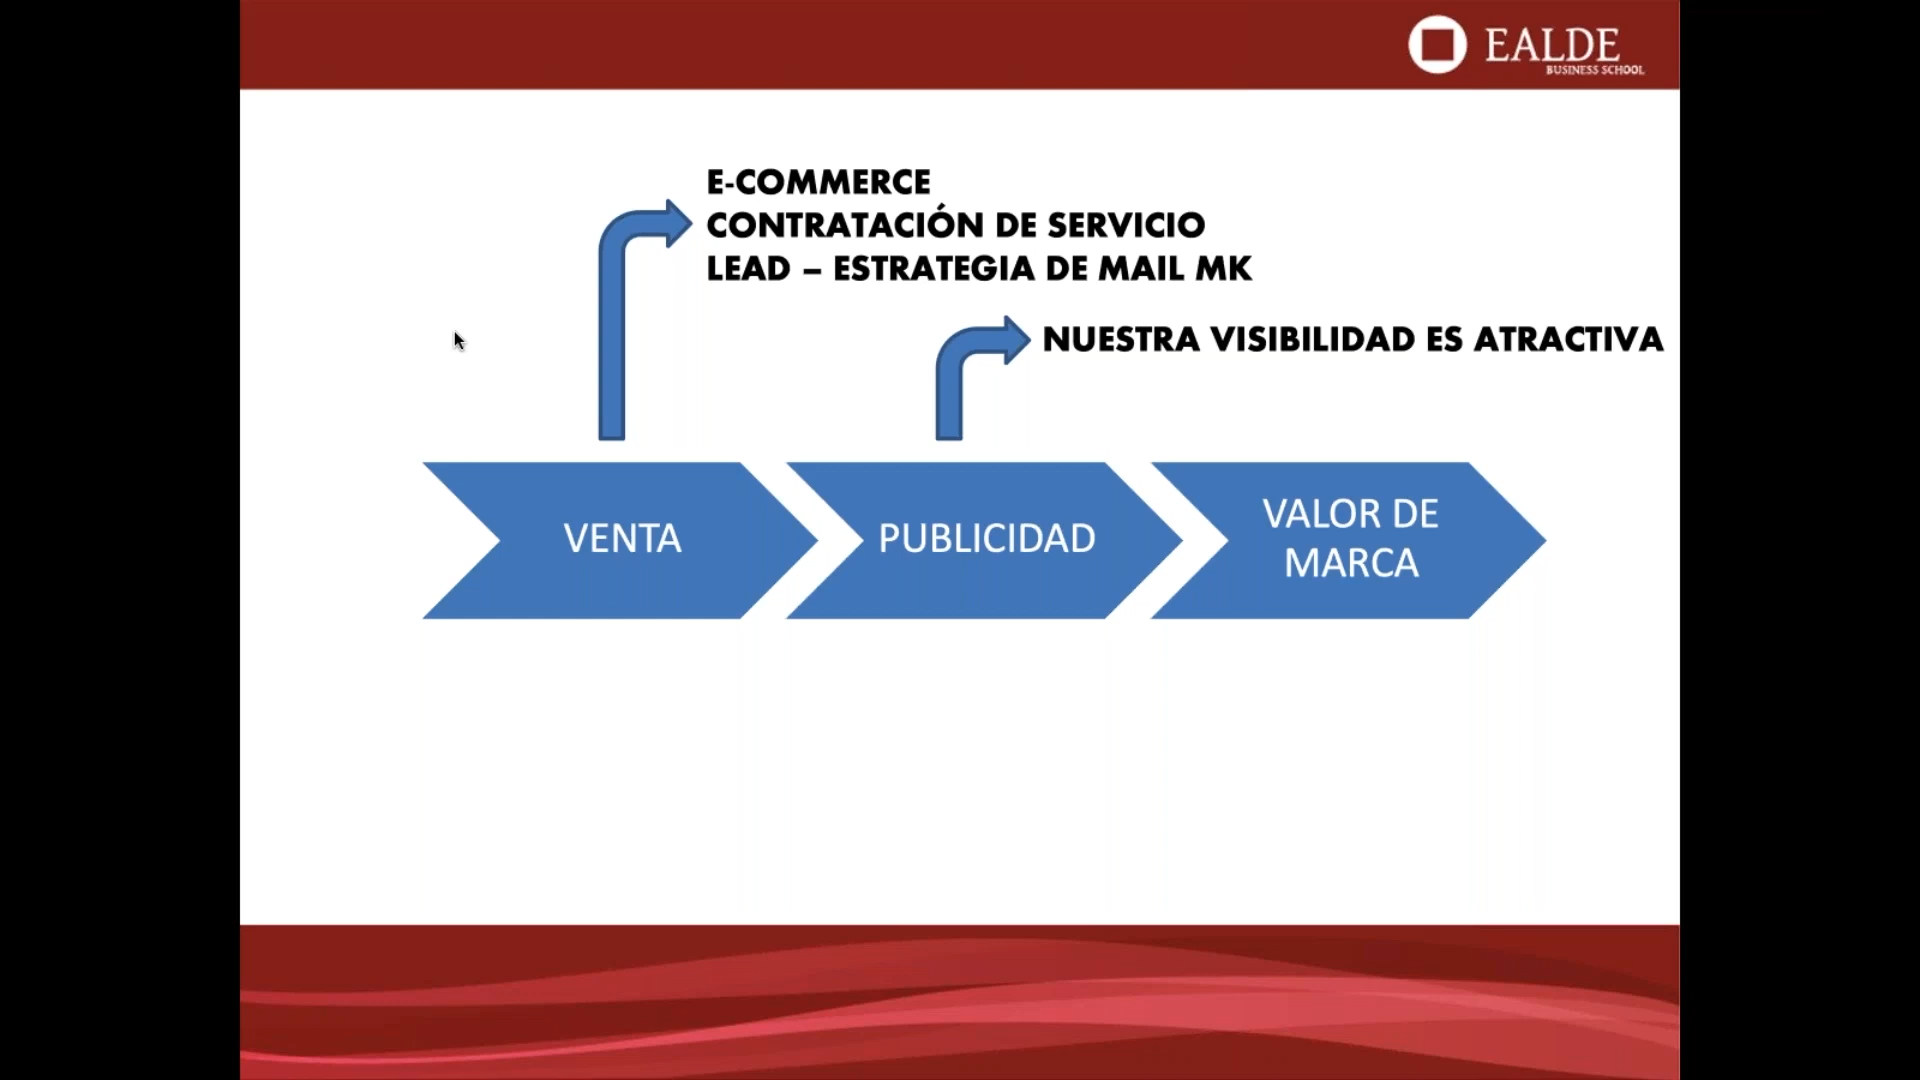 EALDE
BUSINESS SCHOOL
E-COMMERCE
CONTRATACIÓN DE SERVICIO
LEAD – ESTRATEGIA DE MAIL MK
NUESTRA VISIBILIDAD ES ATRACTIVA
VENTA
PUBLICIDAD
VALOR DE
MARCA